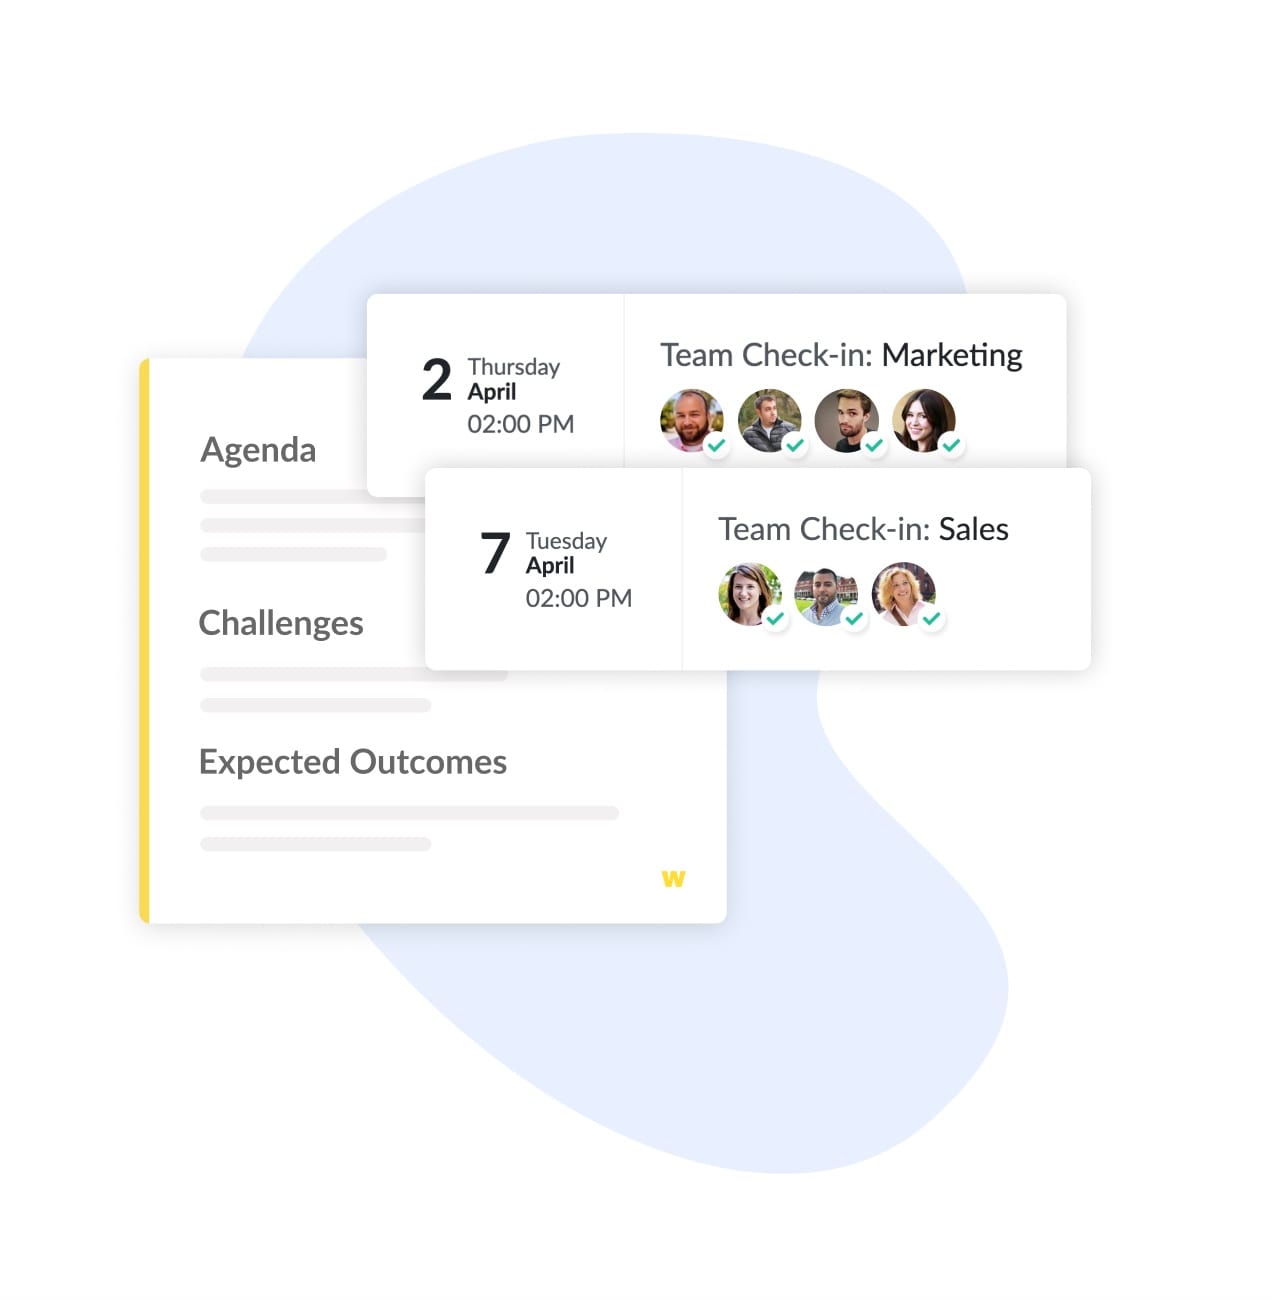 2
Thursday
April
02:00 PM
Team Check-in: Marketing
7
Tuesday
April
02:00 PM
Team Check-in: Sales
Agenda
Challenges
Expected Outcomes
W